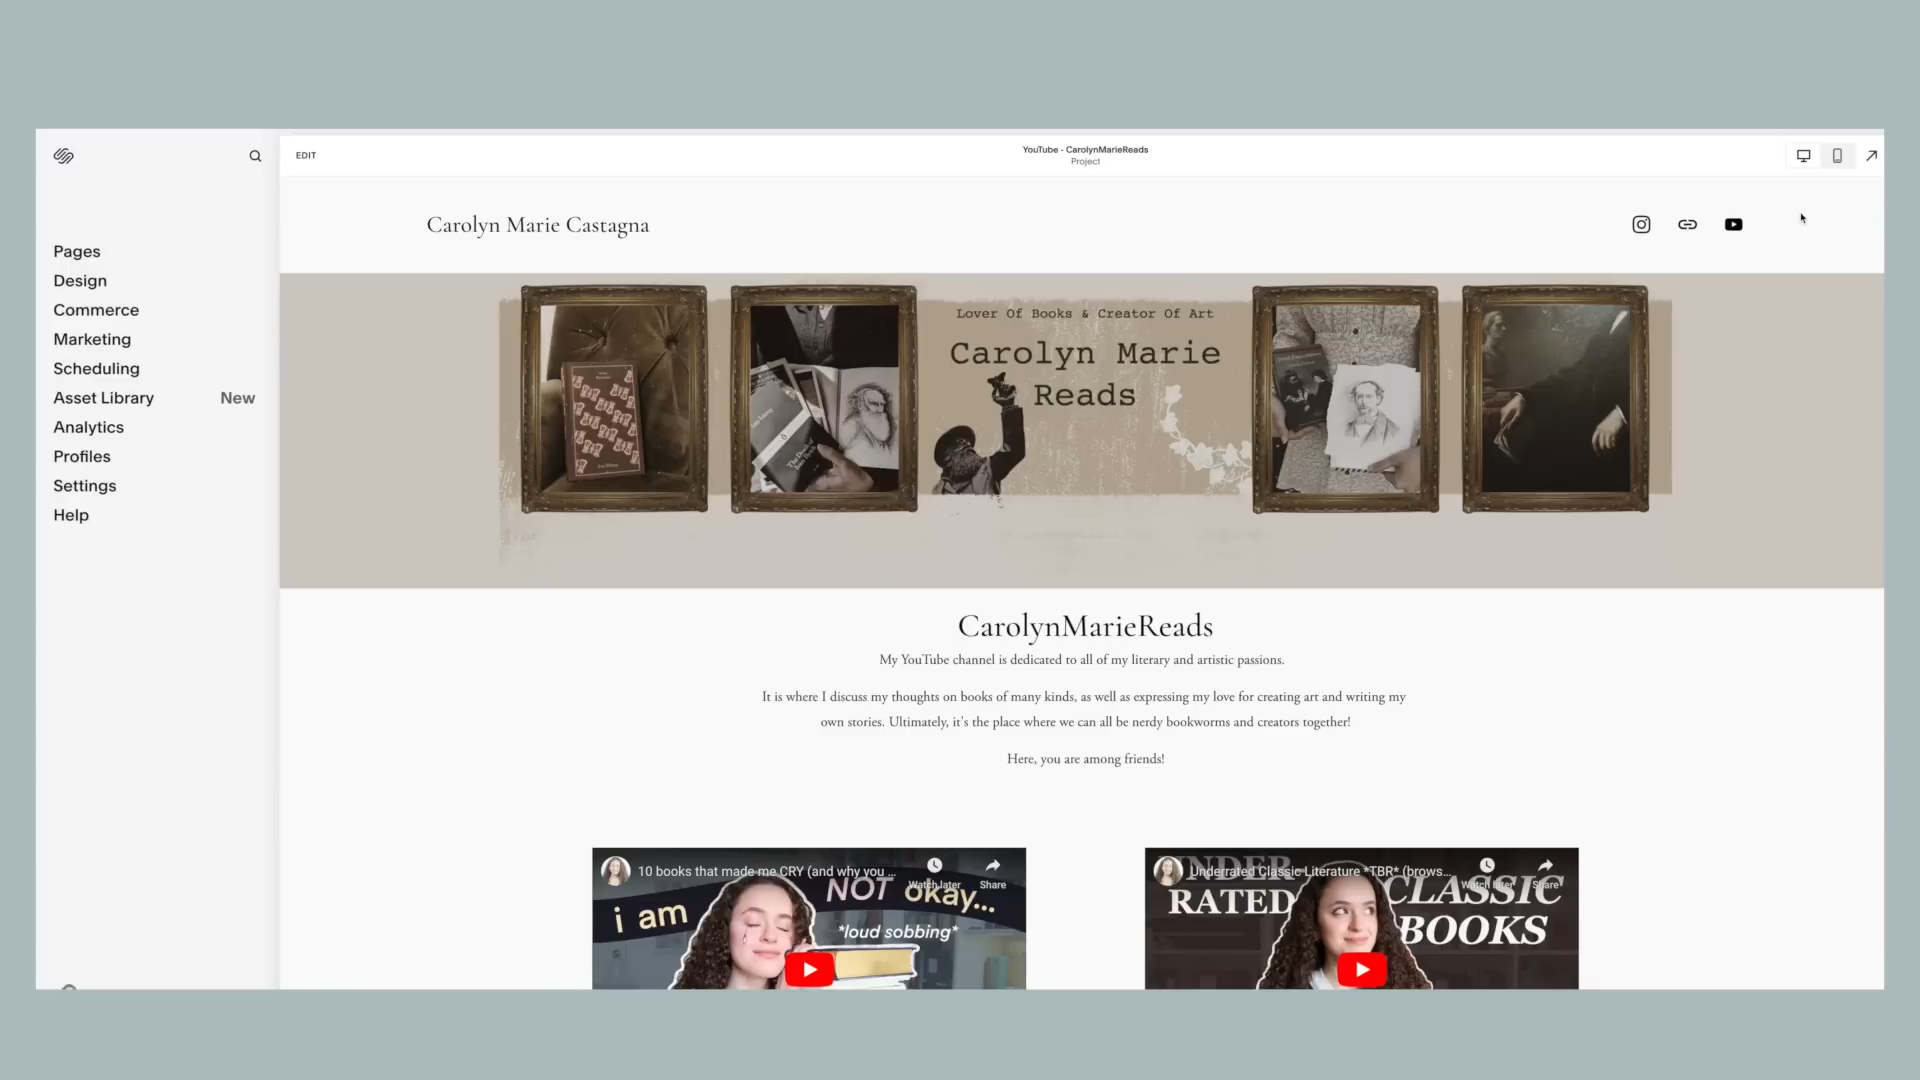 EDIT
YouTube - CarolynMarieReads
Project
Carolyn Marie Castagna
Pages
Design
Commerce
Marketing
Scheduling
Asset Library New
Analytics
Profiles
Settings
Help
Lover Of Books & Creator Of Art
Carolyn Marie
Reads
CarolynMarieReads
My YouTube channel is dedicated to all of my literary and artistic passions.
It is where I discuss my thoughts on books of many kinds, as well as expressing my love for creating art and writing my
own stories. Ultimately, it's the place where we can all be nerdy bookworms and creators together!
Here, you are among friends!
10 books that made me CRY (and why you ...
Watch later
Share
i am NOT okay...
*loud sobbing*
Underrated Classic Literature *TBR* (brows...
Watch later
Share
UNDER
RATED
CLASSIC
BOOKS